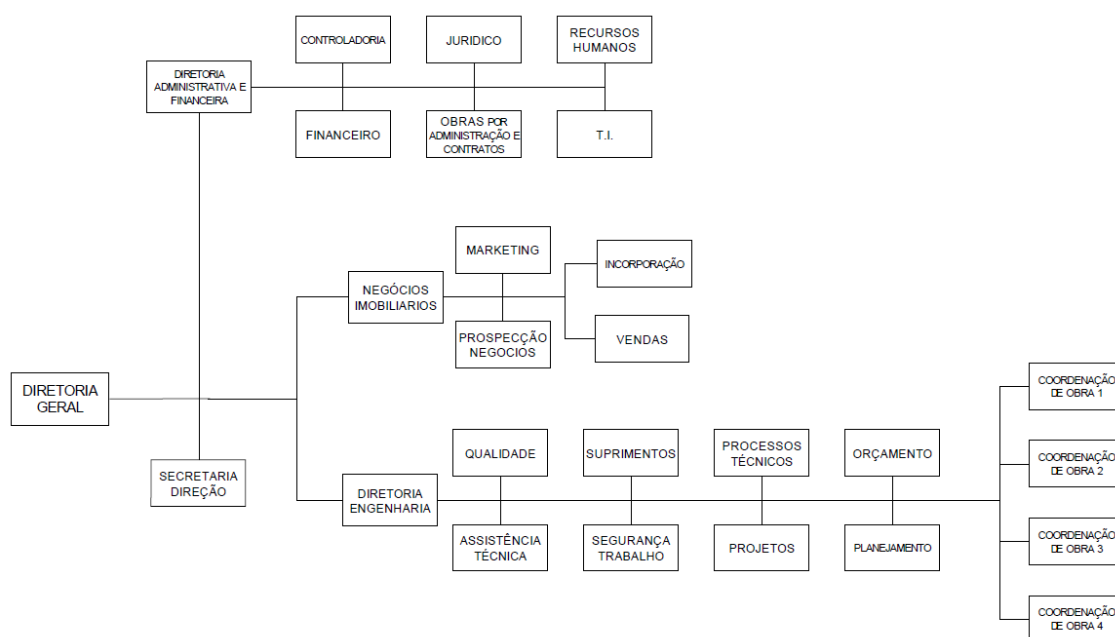 CONTROLADORIA
JURIDICO
RECURSOS
HUMANOS
DIRETORIA
ADMINISTRATIVA E
FINANCEIRA
FINANCEIRO
OBRAS POR
ADMINISTRAÇÃO E
CONTRATOS
T.I.
MARKETING
INCORPORAÇÃO
NEGÓCIOS
IMOBILIARIOS
PROSPECÇÃO
NEGOCIOS
VENDAS
DIRETORIA
GERAL
SECRETARIA
DIREÇÃO
QUALIDADE
SUPRIMENTOS
PROCESSOS
TÉCNICOS
ORÇAMENTO
DIRETORIA
ENGENHARIA
ASSISTÊNCIA
TÉCNICA
SEGURANÇA
TRABALHO
PROJETOS
PLANEJAMENTO
COORDENAÇÃO
DE OBRA 1
COORDENAÇÃO
DE OBRA 2
COORDENAÇÃO
DE OBRA 3
COORDENAÇÃO
DE OBRA 4